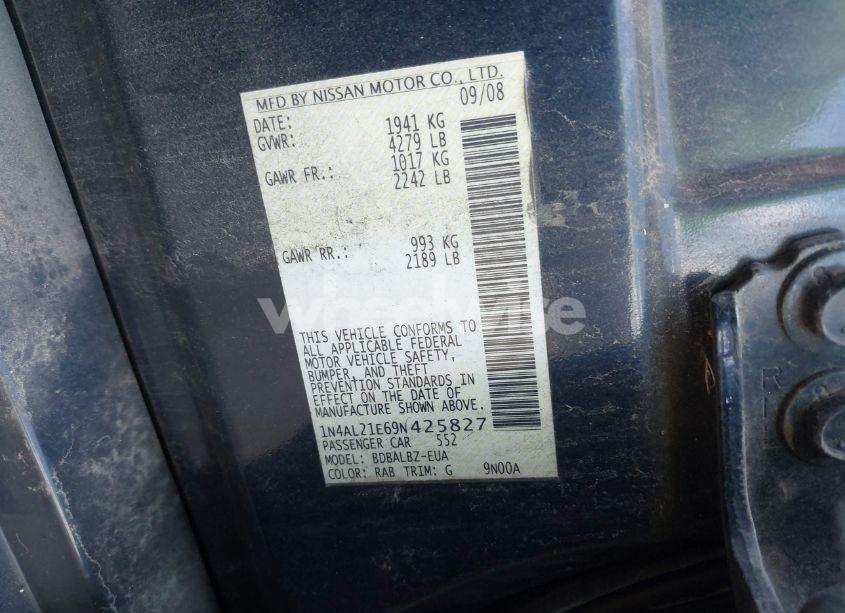 MFD BY NISSAN MOTOR CO., LTD.
DATE: 09/08
GVWR: 1941 KG
4279 LB
GAWR FR.: 1017 KG
2242 LB
GAWR RR.: 993 KG
2189 LB
wheelwise
THIS VEHICLE CONFORMS TO
ALL APPLICABLE FEDERAL
MOTOR VEHICLE SAFETY,
BUMPER, AND THEFT
PREVENTION STANDARDS IN
EFFECT ON THE DATE OF
MANUFACTURE SHOWN ABOVE.
1N4AL21E69N425827
PASSENGER CAR 552
MODEL: BDBALBZ-EUA
COLOR: RAB TRIM: G 9N00A